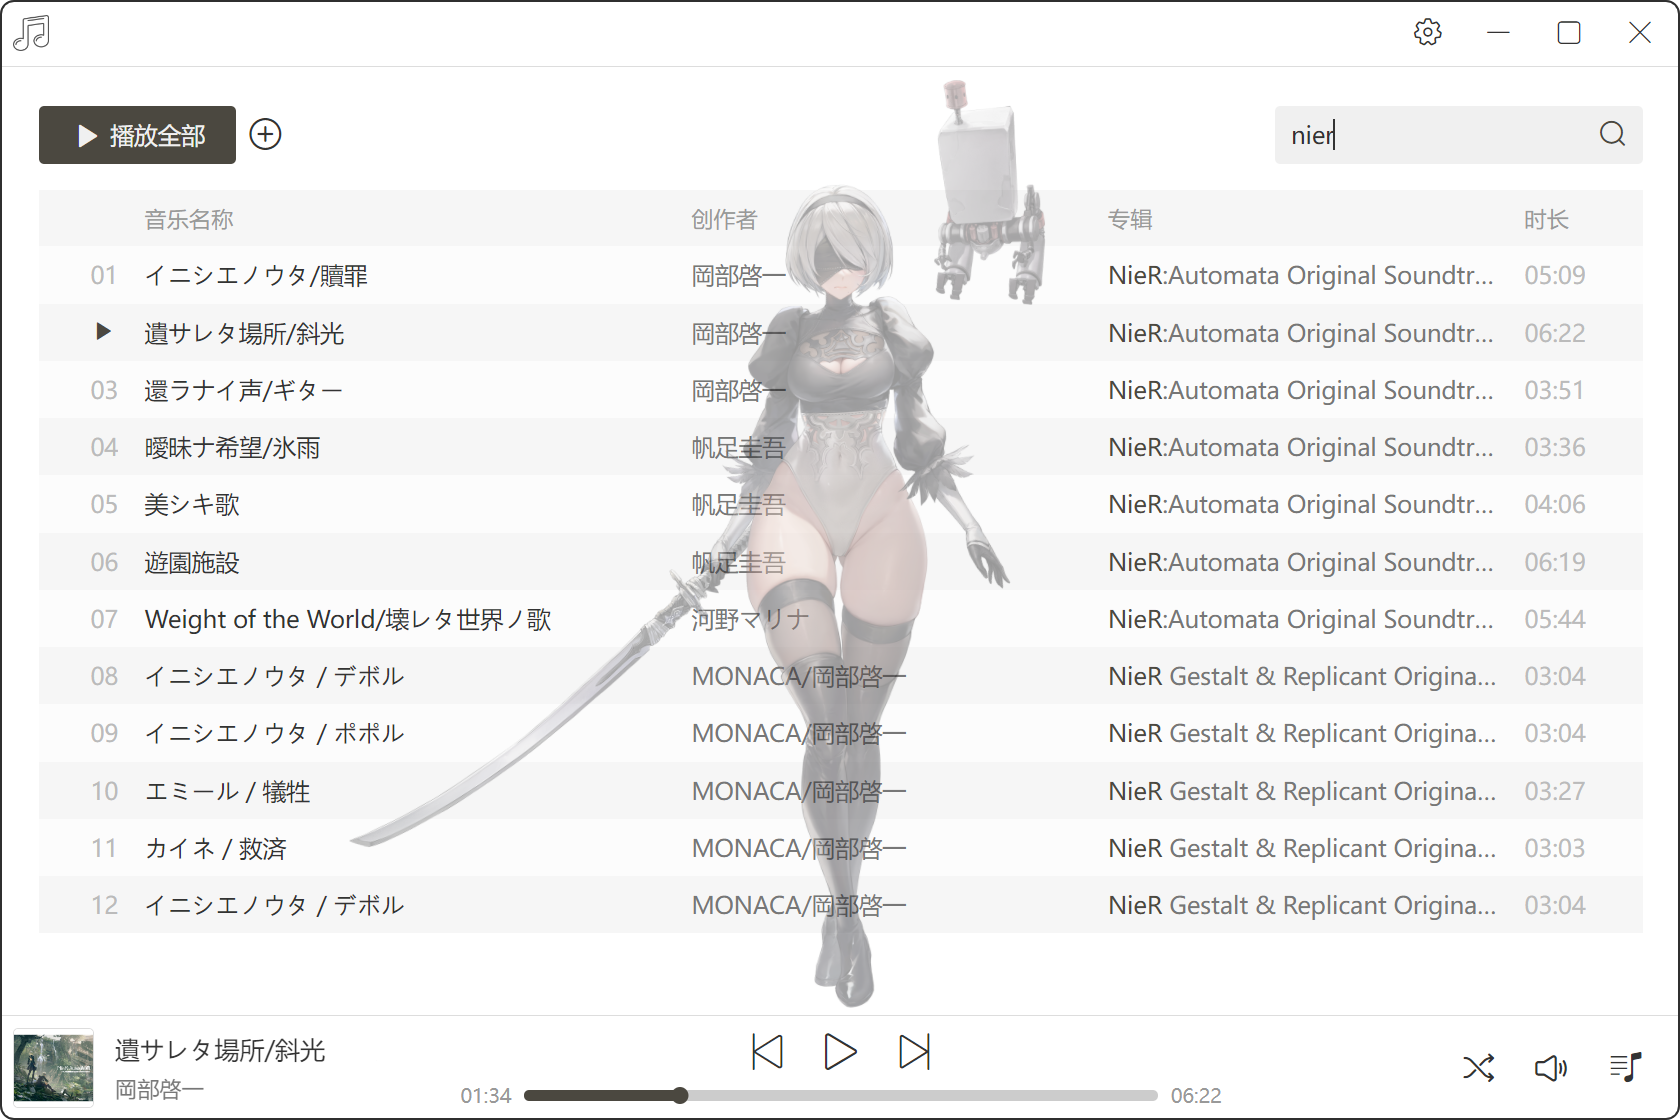 播放全部
nier
音乐名称 创作者 专辑 时长
01 イニシエノウタ/贖罪 岡部啓一 NieR:Automata Original Soundtr... 05:09
遺サレタ場所/斜光 岡部啓一 NieR:Automata Original Soundtr... 06:22
03 還ラナイ声/ギター 岡部啓一 NieR:Automata Original Soundtr... 03:51
04 曖昧ナ希望/氷雨 帆足圭吾 NieR:Automata Original Soundtr... 03:36
05 美シキ歌 帆足圭吾 NieR:Automata Original Soundtr... 04:06
06 遊園施設 帆足圭吾 NieR:Automata Original Soundtr... 06:19
07 Weight of the World/壊レタ世界ノ歌 河野マリナ NieR:Automata Original Soundtr... 05:44
08 イニシエノウタ / デボル MONACA/岡部啓一 NieR Gestalt & Replicant Origina... 03:04
09 イニシエノウタ / ポポル MONACA/岡部啓一 NieR Gestalt & Replicant Origina... 03:04
10 エミール / 犠牲 MONACA/岡部啓一 NieR Gestalt & Replicant Origina... 03:27
11 カイネ / 救済 MONACA/岡部啓一 NieR Gestalt & Replicant Origina... 03:03
12 イニシエノウタ / デボル MONACA/岡部啓一 NieR Gestalt & Replicant Origina... 03:04
遺サレタ場所/斜光
岡部啓一
01:34 06:22